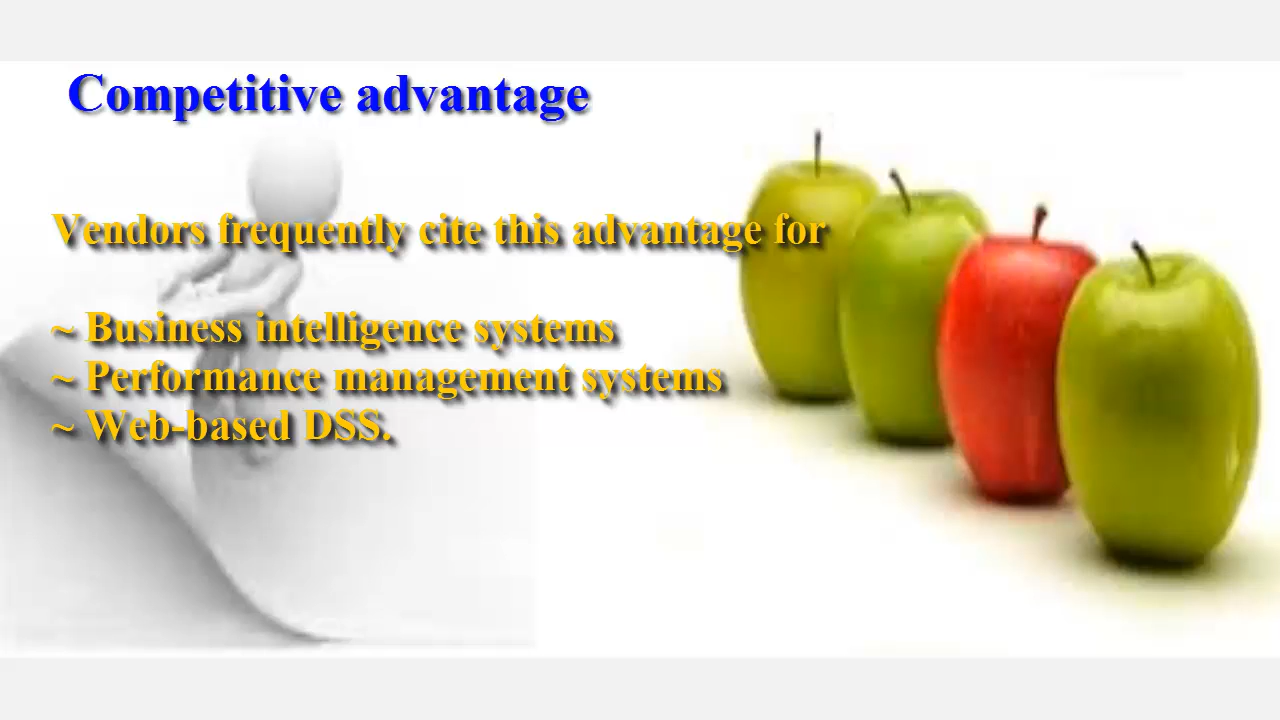 Competitive advantage
Vendors frequently cite this advantage for
~ Business intelligence systems
~ Performance management systems
~ Web-based DSS.